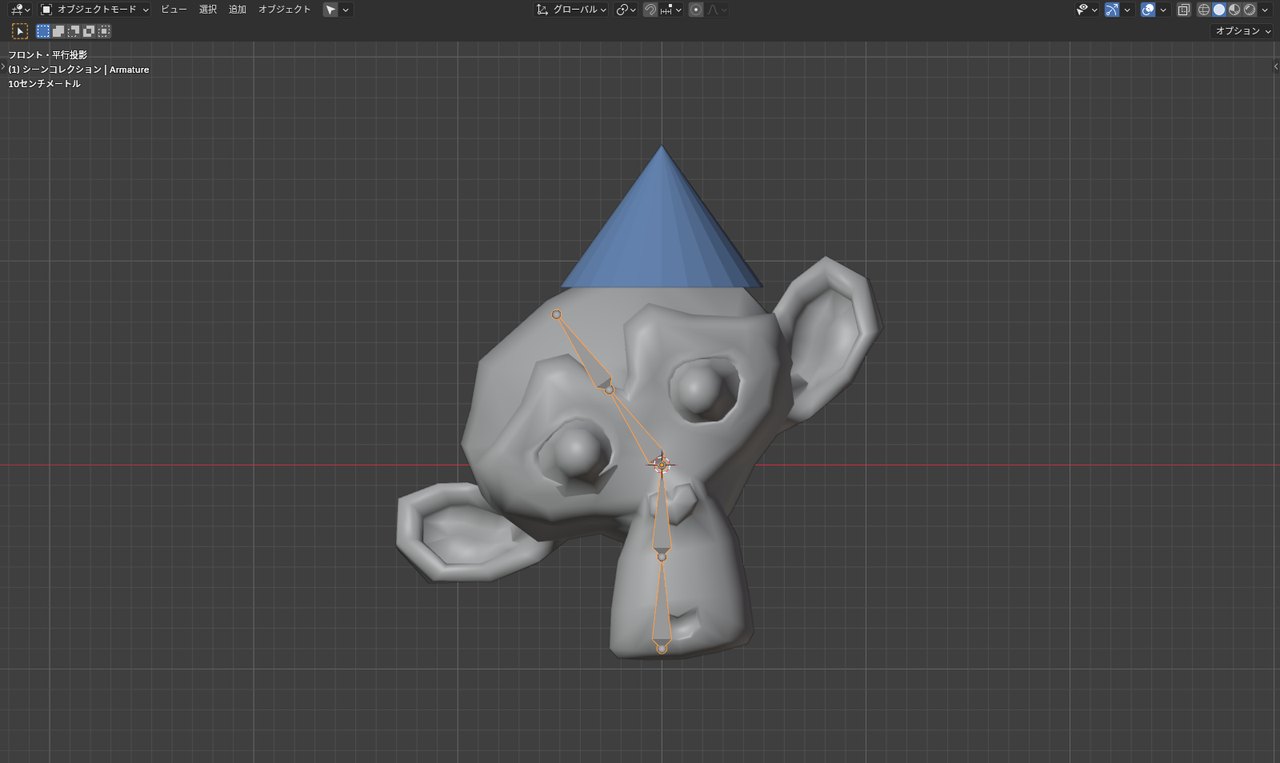 オブジェクトモード ビュー 選択 追加 オブジェクト グローバル
オプション
フロント・平行投影
(1) シーンコレクション | Armature
10センチメートル